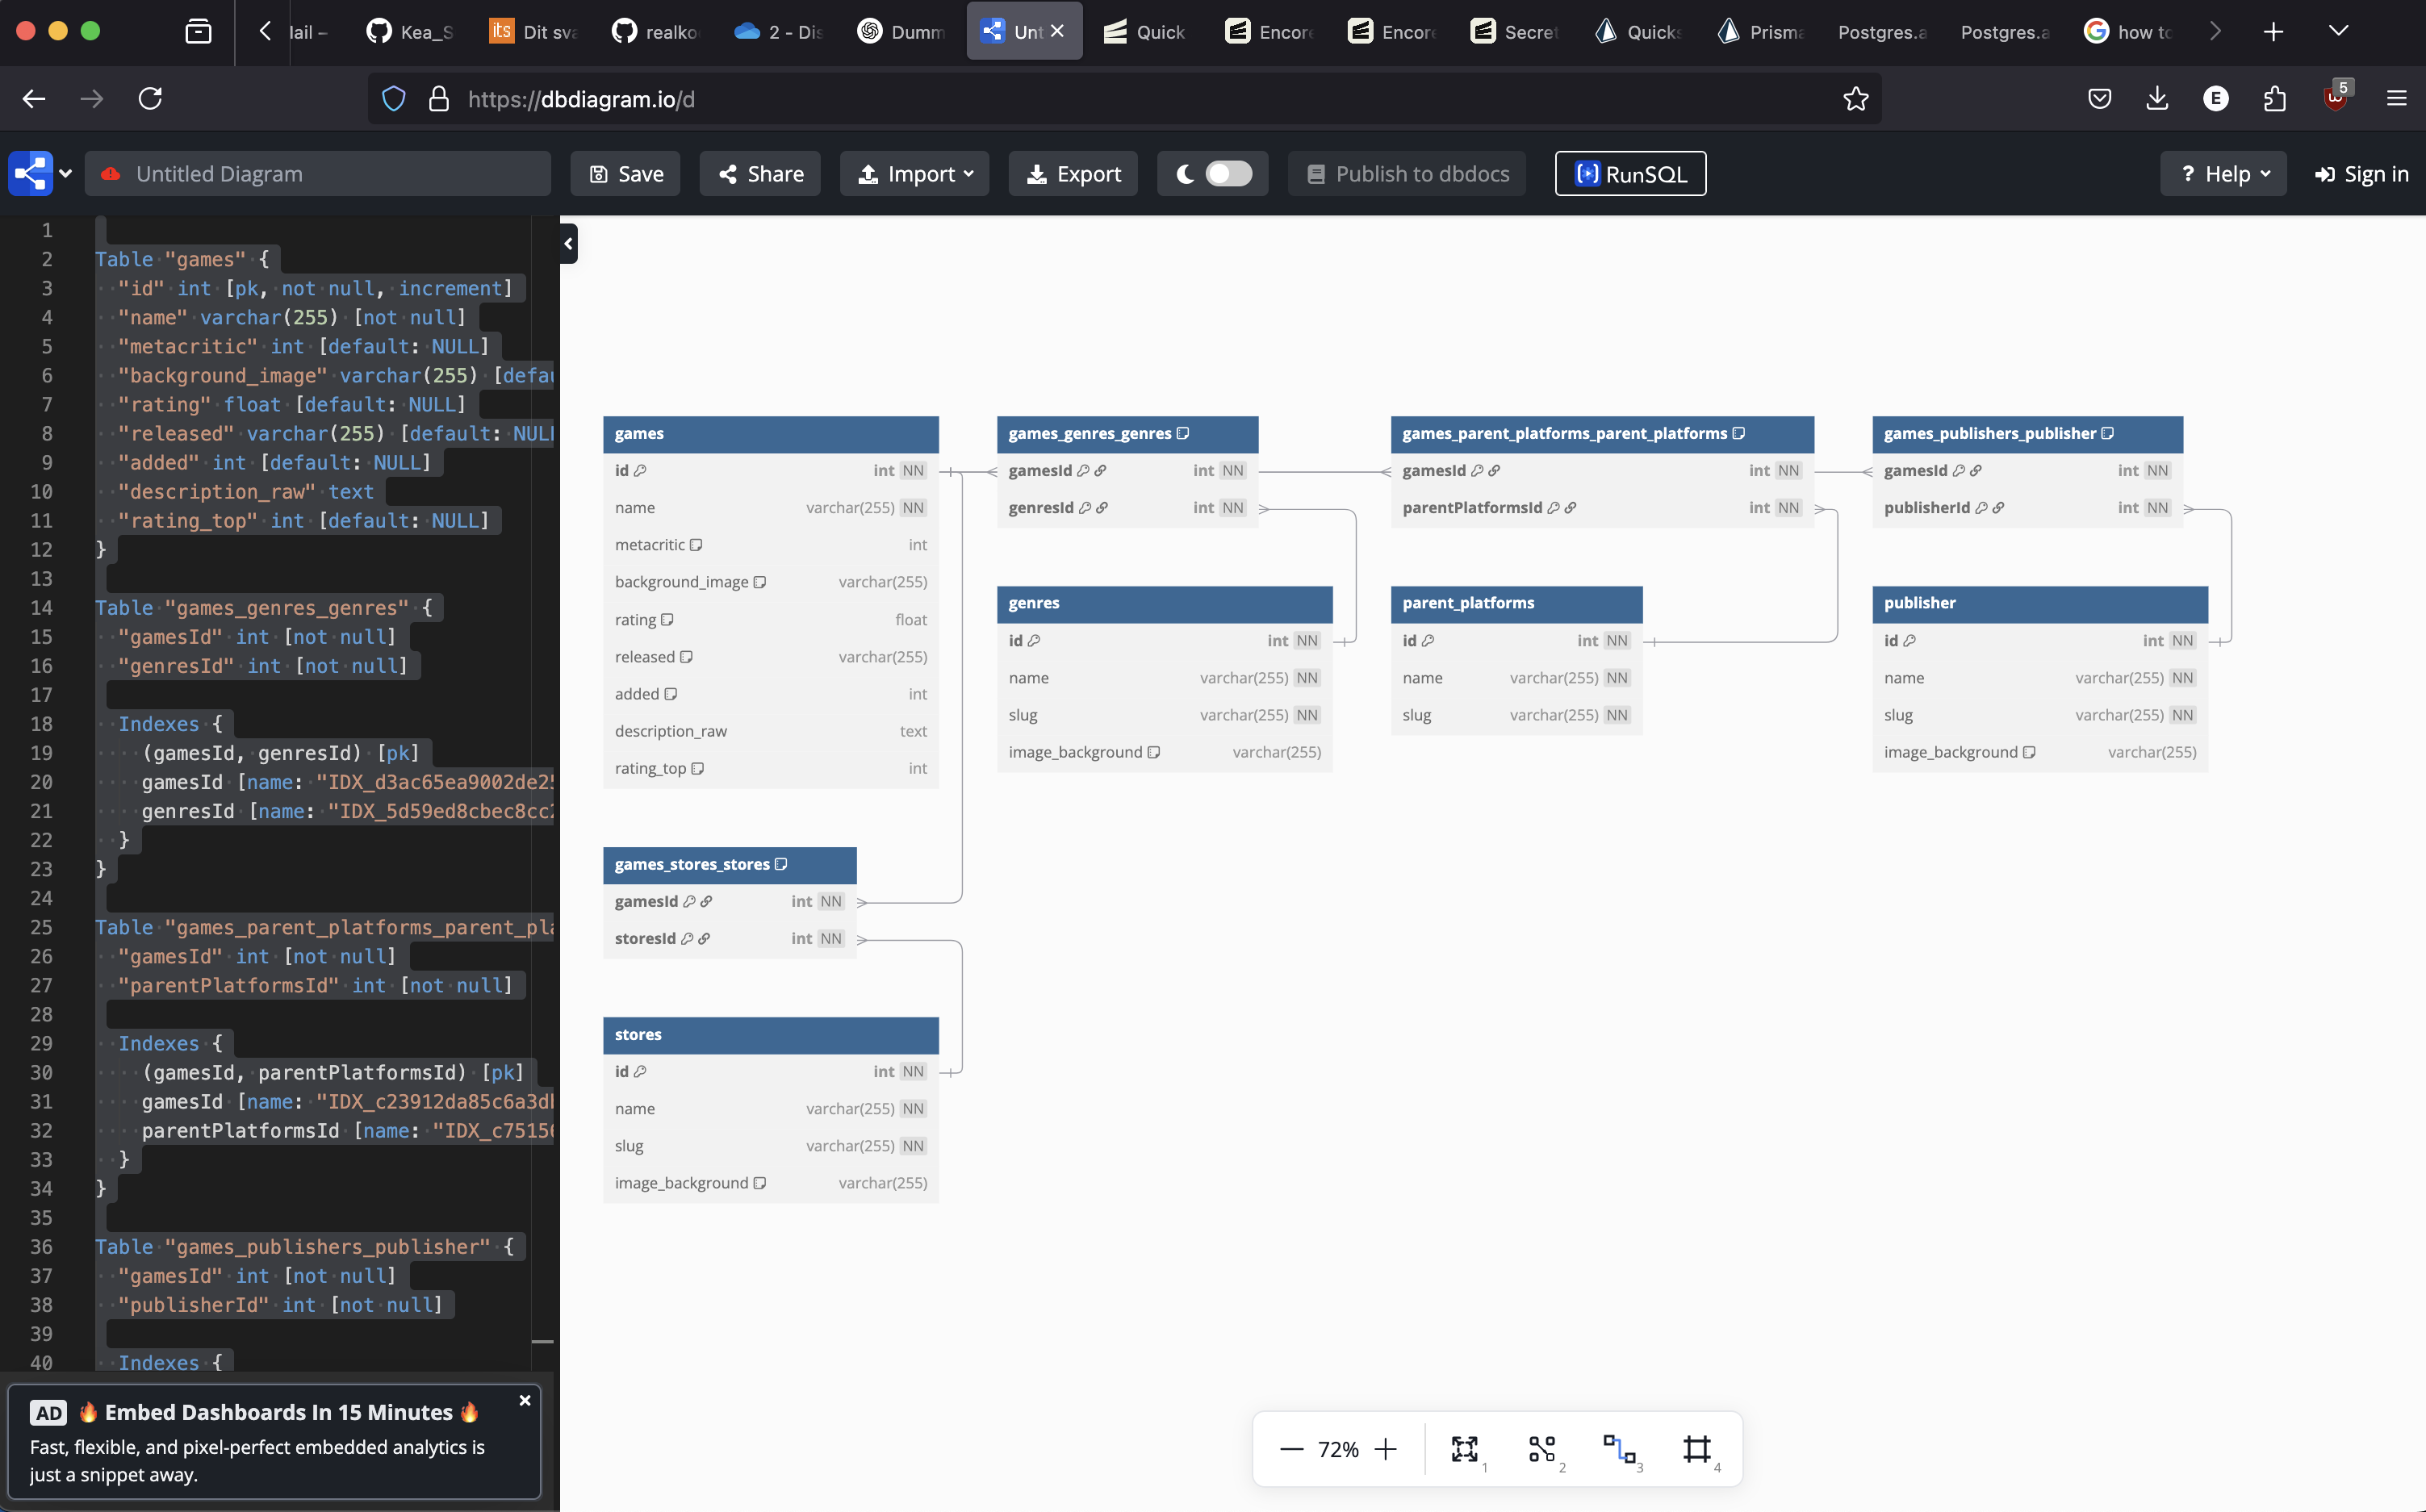 lail –
Kea_S
its Dit sva
realko
2 - Dis
Dumm
Unt
Quick
Encor
Encor
Secret
Quicks
Prisma
Postgres.a
Postgres.a
how to
https://dbdiagram.io/d
E
5
Untitled Diagram
Save
Share
Import
Export
Publish to dbdocs
RunSQL
? Help
Sign in
1
2 Table "games" {
3 "id" int [pk, not null, increment]
4 "name" varchar(255) [not null]
5 "metacritic" int [default: NULL]
6 "background_image" varchar(255) [defau
7 "rating" float [default: NULL]
8 "released" varchar(255) [default: NULL
9 "added" int [default: NULL]
10 "description_raw" text
11 "rating_top" int [default: NULL]
12 }
13
14 Table "games_genres_genres" {
15 "gamesId" int [not null]
16 "genresId" int [not null]
17
18 Indexes {
19 (gamesId, genresId) [pk]
20 gamesId [name: "IDX_d3ac65ea9002de25
21 genresId [name: "IDX_5d59ed8cbec8cc2
22 }
23 }
24
25 Table "games_parent_platforms_parent_pla
26 "gamesId" int [not null]
27 "parentPlatformsId" int [not null]
28
29 Indexes {
30 (gamesId, parentPlatformsId) [pk]
31 gamesId [name: "IDX_c23912da85c6a3db
32 parentPlatformsId [name: "IDX_c75156
33 }
34 }
35
36 Table "games_publishers_publisher" {
37 "gamesId" int [not null]
38 "publisherId" int [not null]
39
40 Indexes {
AD 🔥 Embed Dashboards In 15 Minutes 🔥
Fast, flexible, and pixel-perfect embedded analytics is
just a snippet away.
games
id int NN
name varchar(255) NN
metacritic int
background_image varchar(255)
rating float
released varchar(255)
added int
description_raw text
rating_top int
games_genres_genres
gamesId int NN
genresId int NN
games_parent_platforms_parent_platforms
gamesId int NN
parentPlatformsId int NN
games_publishers_publisher
gamesId int NN
publisherId int NN
genres
id int NN
name varchar(255) NN
slug varchar(255) NN
image_background varchar(255)
parent_platforms
id int NN
name varchar(255) NN
slug varchar(255) NN
publisher
id int NN
name varchar(255) NN
slug varchar(255) NN
image_background varchar(255)
games_stores_stores
gamesId int NN
storesId int NN
stores
id int NN
name varchar(255) NN
slug varchar(255) NN
image_background varchar(255)
72%
1
2
3
4